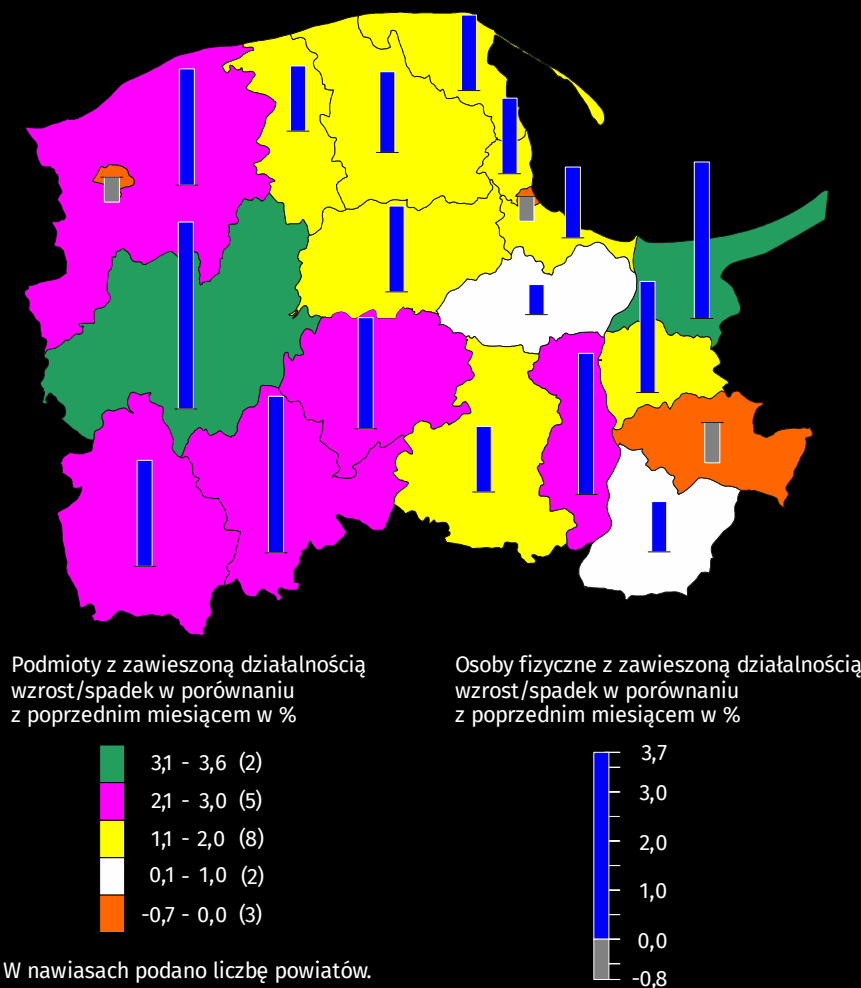 Podmioty z zawieszoną działalnością
wzrost/spadek w porównaniu
z poprzednim miesiącem w %
3,1 - 3,6 (2)
2,1 - 3,0 (5)
1,1 - 2,0 (8)
0,1 - 1,0 (2)
-0,7 - 0,0 (3)
W nawiasach podano liczbę powiatów.
Osoby fizyczne z zawieszoną działalnością
wzrost/spadek w porównaniu
z poprzednim miesiącem w %
3,7
3,0
2,0
1,0
0,0
-0,8